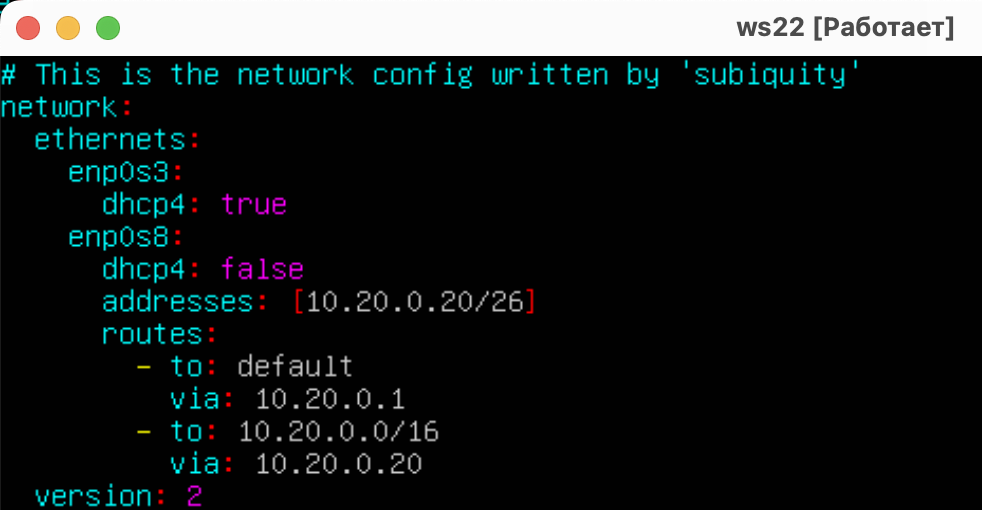 ws22 [Работает]
# This is the network config written by 'subiquity'
network:
  ethernets:
    enp0s3:
      dhcp4: true
    enp0s8:
      dhcp4: false
      addresses: [10.20.0.20/26]
      routes:
        - to: default
          via: 10.20.0.1
        - to: 10.20.0.0/16
          via: 10.20.0.20
  version: 2